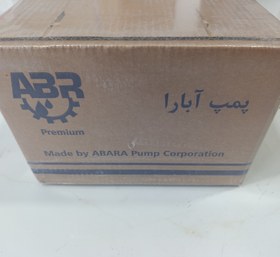 ABR
پمپ آبارا
Premium
Made by ABARA Pump Corporation